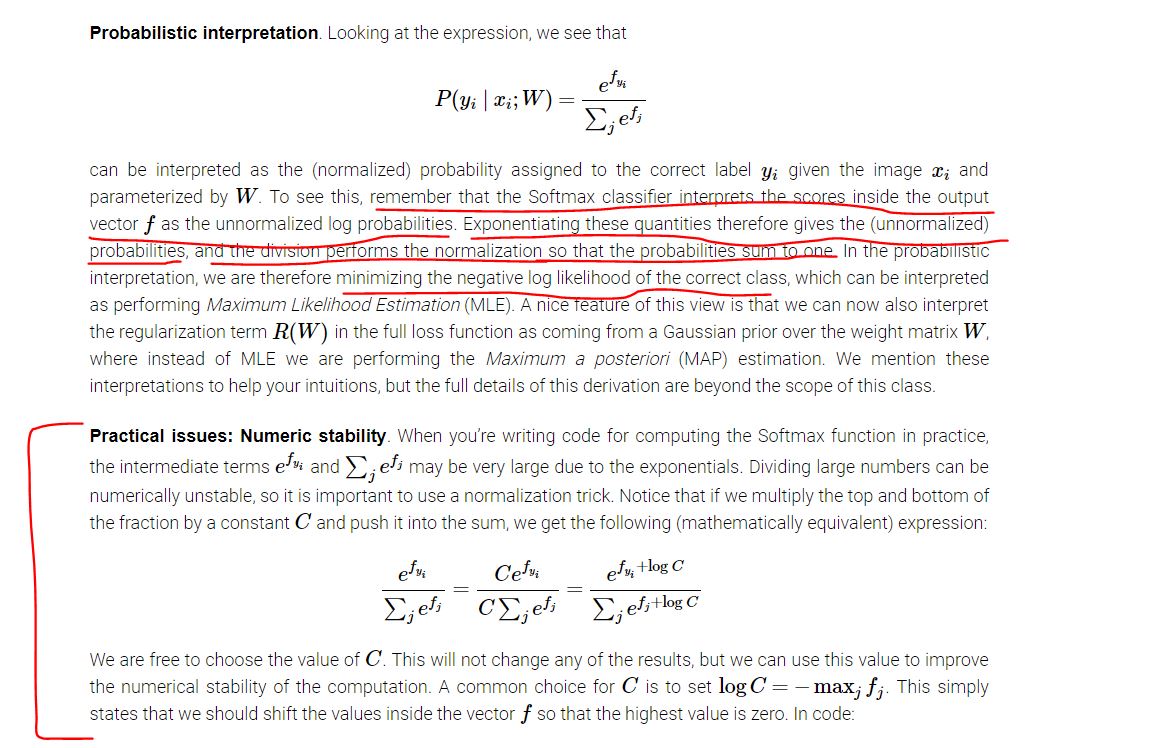 Probabilistic interpretation. Looking at the expression, we see that
P(y_i | x_i; W) = e^{f_{y_i}} / ∑_j e^{f_j}
can be interpreted as the (normalized) probability assigned to the correct label y_i given the image x_i and
parameterized by W. To see this, remember that the Softmax classifier interprets the scores inside the output
vector f as the unnormalized log probabilities. Exponentiating these quantities therefore gives the (unnormalized)
probabilities, and the division performs the normalization so that the probabilities sum to one. In the probabilistic
interpretation, we are therefore minimizing the negative log likelihood of the correct class, which can be interpreted
as performing Maximum Likelihood Estimation (MLE). A nice feature of this view is that we can now also interpret
the regularization term R(W) in the full loss function as coming from a Gaussian prior over the weight matrix W,
where instead of MLE we are performing the Maximum a posteriori (MAP) estimation. We mention these
interpretations to help your intuitions, but the full details of this derivation are beyond the scope of this class.
Practical issues: Numeric stability. When you're writing code for computing the Softmax function in practice,
the intermediate terms e^{f_{y_i}} and ∑_j e^{f_j} may be very large due to the exponentials. Dividing large numbers can be
numerically unstable, so it is important to use a normalization trick. Notice that if we multiply the top and bottom of
the fraction by a constant C and push it into the sum, we get the following (mathematically equivalent) expression:
e^{f_{y_i}} / ∑_j e^{f_j} = C e^{f_{y_i}} / C ∑_j e^{f_j} = e^{f_{y_i} + log C} / ∑_j e^{f_j + log C}
We are free to choose the value of C. This will not change any of the results, but we can use this value to improve
the numerical stability of the computation. A common choice for C is to set log C = − max_j f_j. This simply
states that we should shift the values inside the vector f so that the highest value is zero. In code: